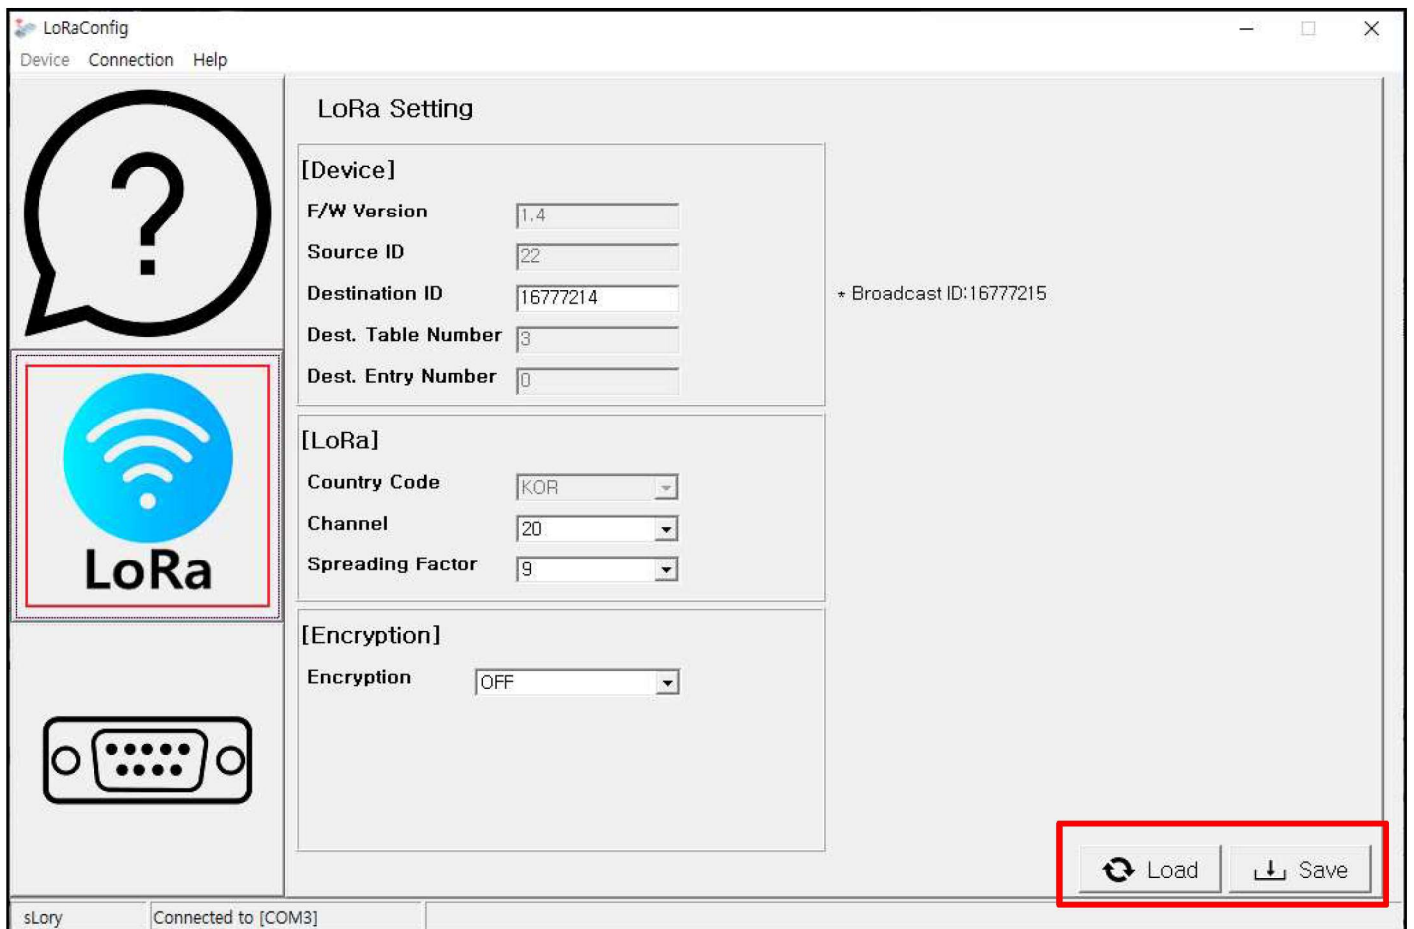 LoRaConfig
Device Connection Help
?
LoRa Setting
[Device]
F/W Version 1.4
Source ID 22
Destination ID 16777214 * Broadcast ID:16777215
Dest. Table Number 3
Dest. Entry Number 0
[LoRa]
Country Code KOR
Channel 20
Spreading Factor 9
LoRa
[Encryption]
Encryption OFF
Load Save
sLory Connected to [COM3]